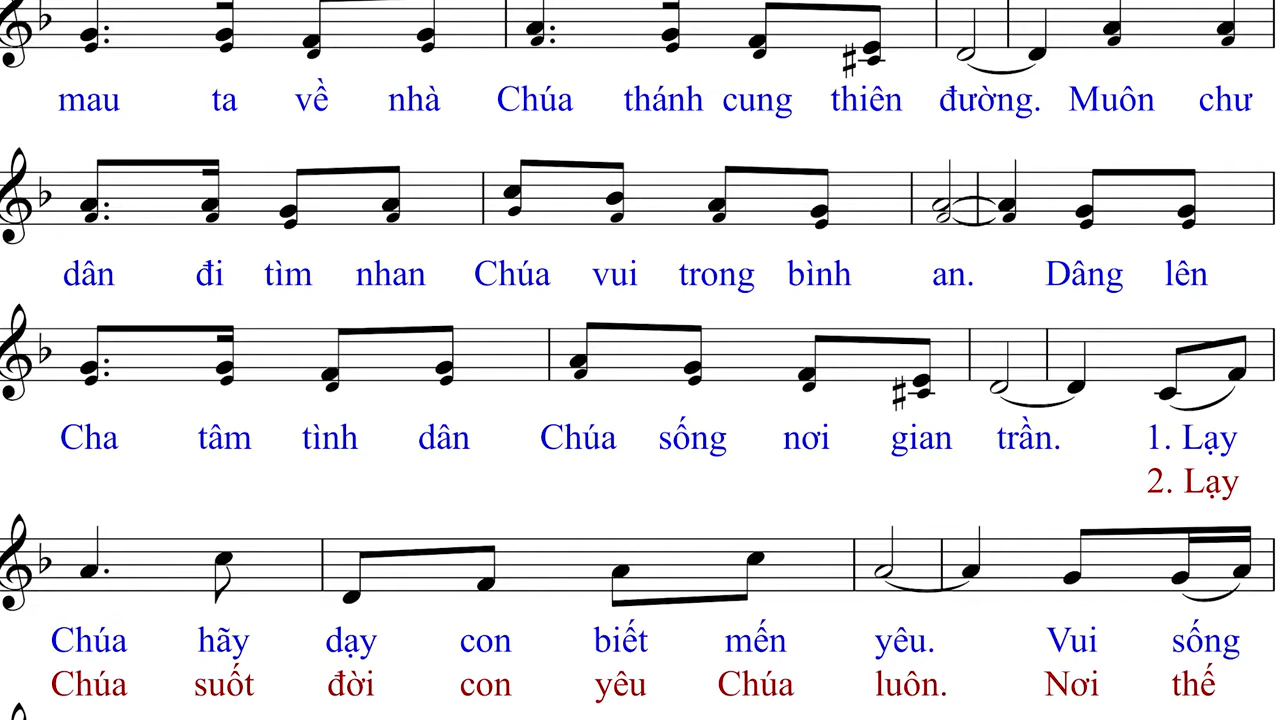 mau ta về nhà Chúa thánh cung thiên đường. Muôn chư
dân đi tìm nhan Chúa vui trong bình an. Dâng lên
Cha tâm tình dân Chúa sống nơi gian trần. 1. Lạy
2. Lạy
Chúa hãy dạy con biết mến yêu. Vui sống
Chúa suốt đời con yêu Chúa luôn. Nơi thế